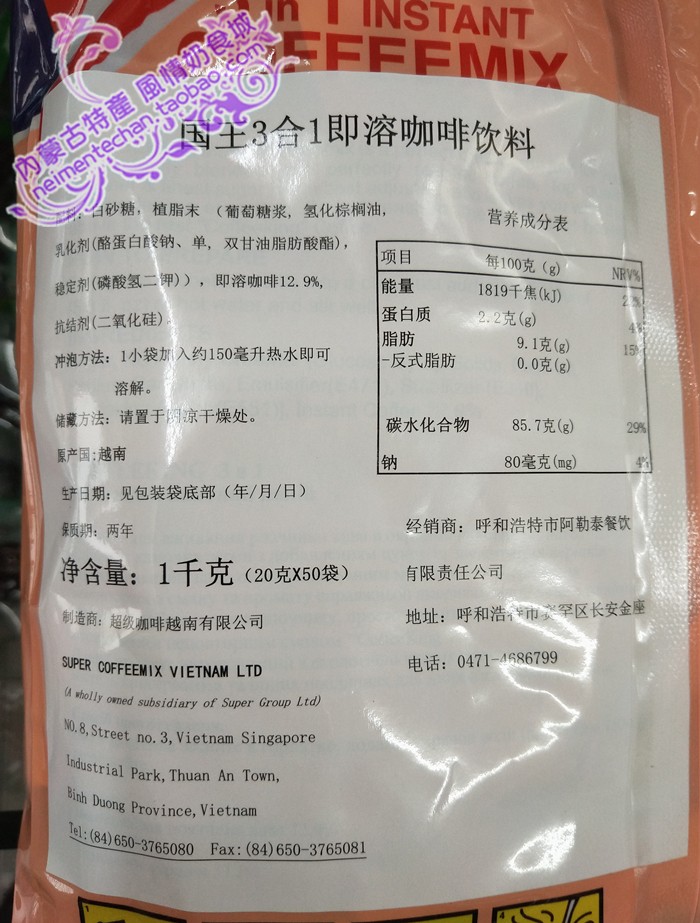 3 in 1 INSTANT
COFFEEMIX
内蒙古特產 風情奶食城
neimentechan.taobao.com
国王3合1即溶咖啡饮料
配料：白砂糖，植脂末 （葡萄糖浆，氢化棕榈油，
乳化剂(酪蛋白酸钠、单，双甘油脂肪酸酯)，
稳定剂(磷酸氢二钾)），即溶咖啡12.9%，
抗结剂(二氧化硅)
冲泡方法：1小袋加入约150毫升热水即可
溶解。
储藏方法：请置于阴凉干燥处。
原产国:越南
生产日期：见包装袋底部（年/月/日）
保质期：两年
净含量：1千克（20克X50袋）
制造商：超级咖啡越南有限公司
SUPER COFFEEMIX VIETNAM LTD
(A wholly owned subsidiary of Super Group Ltd)
NO.8,Street no.3,Vietnam Singapore
Industrial Park,Thuan An Town,
Binh Duong Province,Vietnam
Tel:(84)650-3765080 Fax:(84)650-3765081
营养成分表
项目 每100克（g） NRV%
能量 1819千焦(kJ)
蛋白质 2.2克(g) 4%
脂肪 9.1克(g) 15%
-反式脂肪 0.0克(g)
碳水化合物 85.7克(g) 29%
钠 80毫克(mg) 4%
经销商：呼和浩特市阿勒泰餐饮
有限责任公司
地址：呼和浩特市赛罕区长安金座
电话：0471-4686799